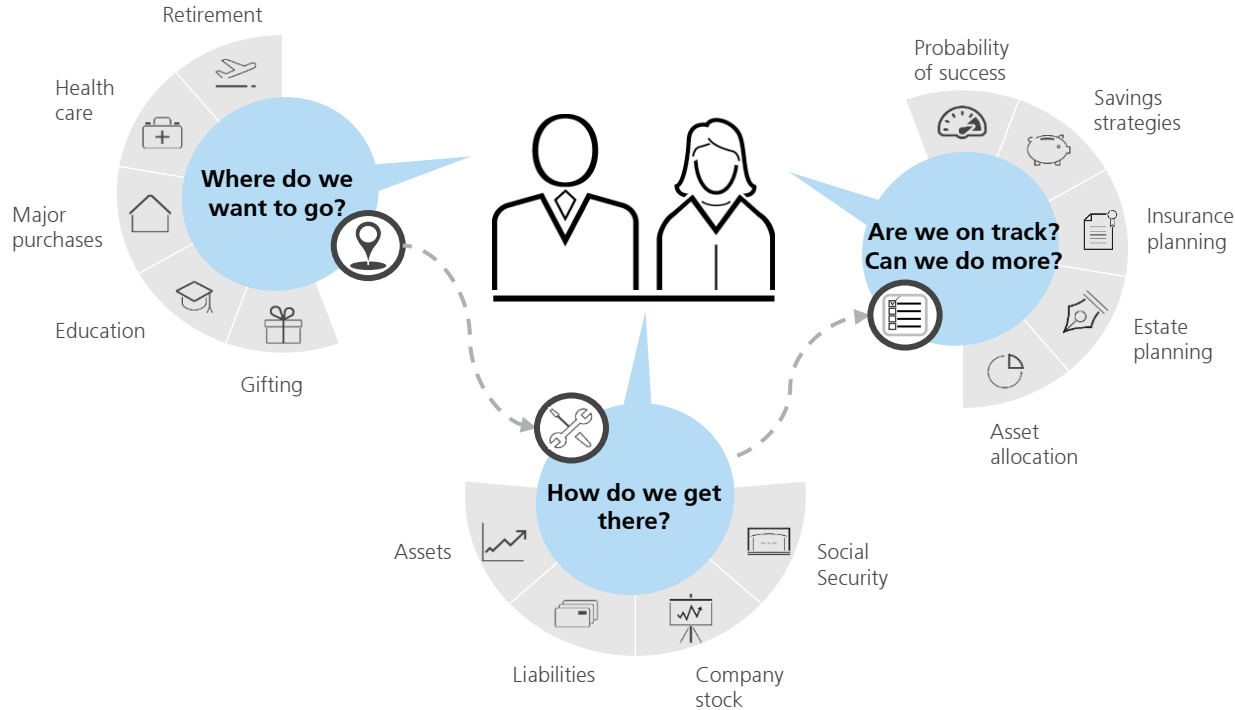 Retirement
Health
care
Major
purchases
Education
Gifting
Where do we
want to go?
How do we get
there?
Assets
Liabilities
Company
stock
Social
Security
Are we on track?
Can we do more?
Probability
of success
Savings
strategies
Insurance
planning
Estate
planning
Asset
allocation